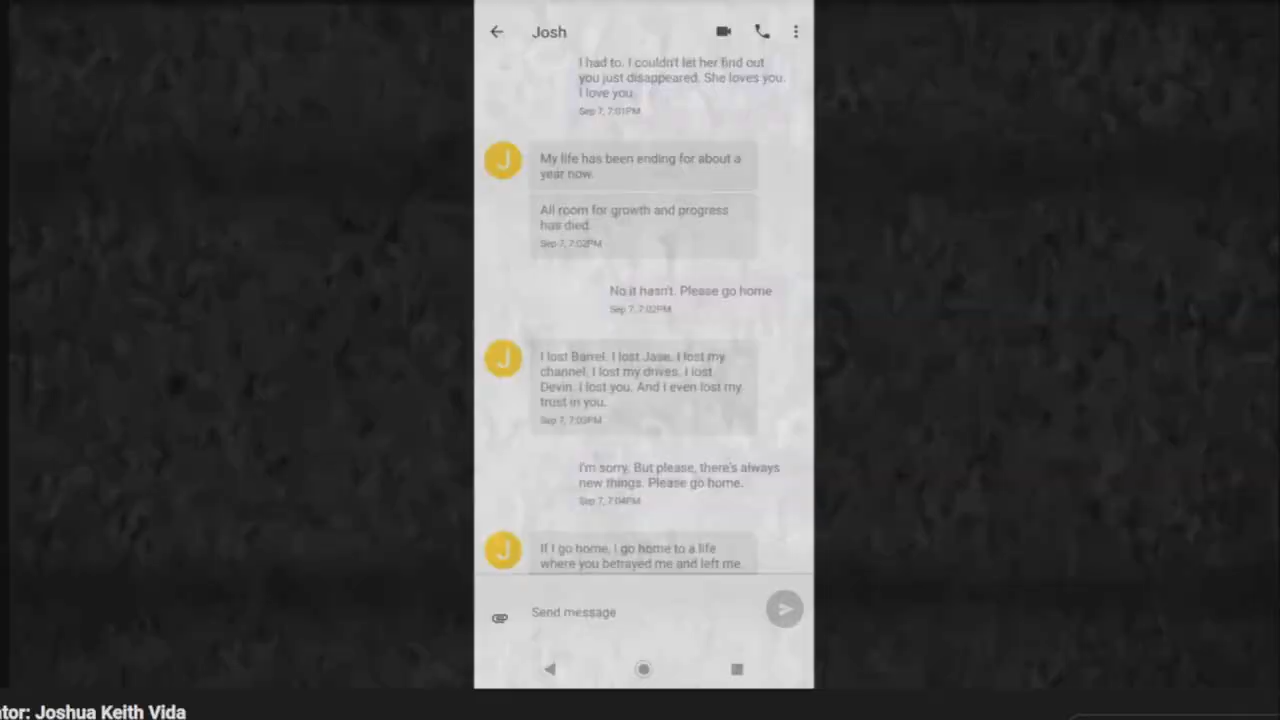 Josh
I had to. I couldn't let her find out
you just disappeared. She loves you.
I love you.
Sep 7, 7:01PM
J
My life has been ending for about a
year now.
All room for growth and progress
has died.
Sep 7, 7:02PM
No it hasn't. Please go home
Sep 7, 7:02PM
J
I lost Barrel. I lost Jase. I lost my
channel. I lost my drives. I lost
Devin. I lost you. And I even lost my
trust in you.
Sep 7, 7:03PM
I'm sorry. But please, there's always
new things. Please go home.
Sep 7, 7:04PM
J
If I go home, I go home to a life
where you betrayed me and left me
Send message
ntor: Joshua Keith Vida